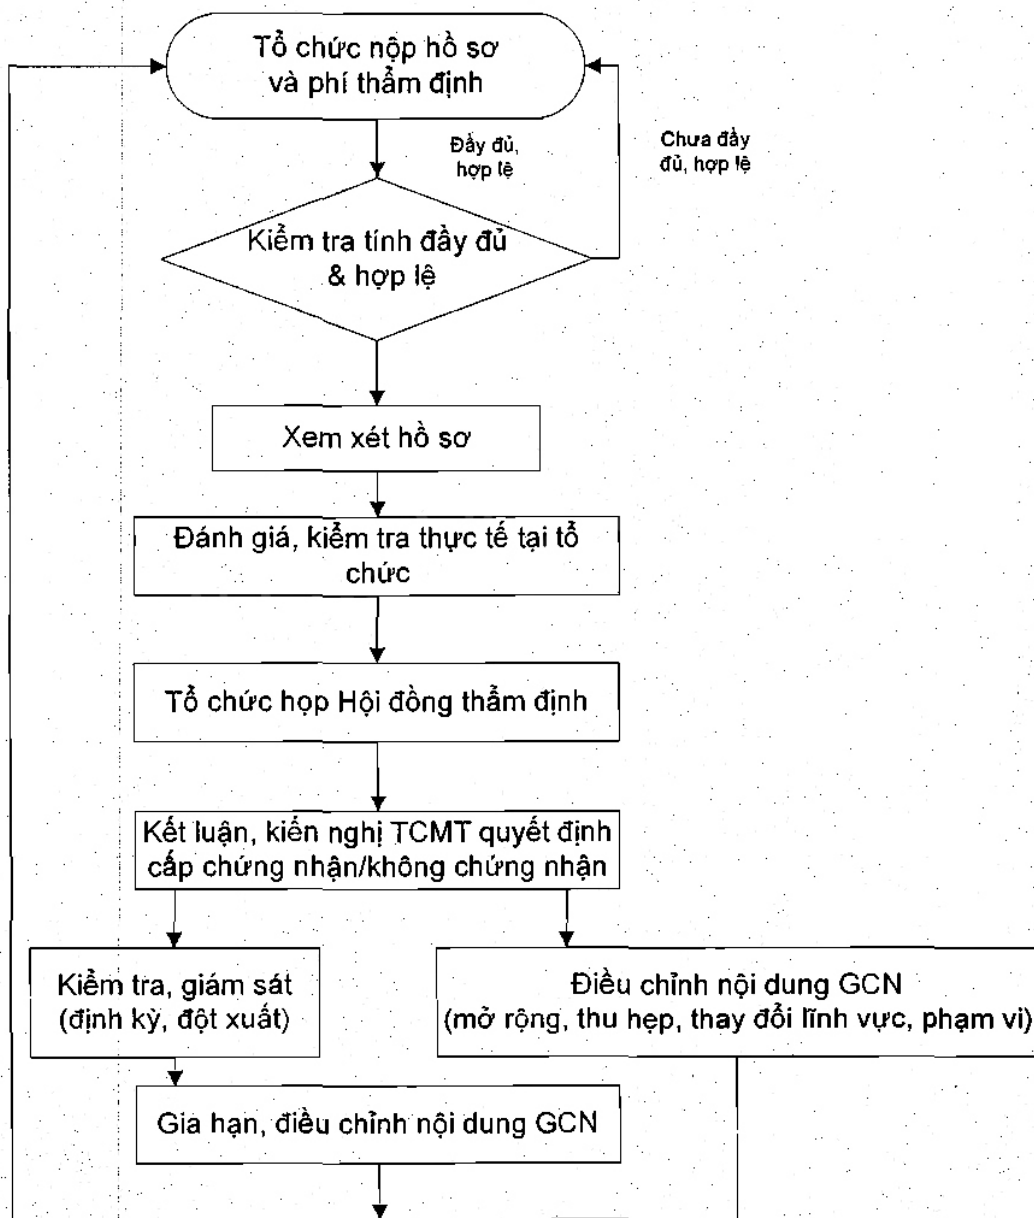 Tổ chức nộp hồ sơ
và phí thẩm định
Đầy đủ,
hợp lệ
Chưa đầy
đủ, hợp lệ
Kiểm tra tính đầy đủ
& hợp lệ
Xem xét hồ sơ
Đánh giá, kiểm tra thực tế tại tổ
chức
Tổ chức họp Hội đồng thẩm định
Kết luận, kiến nghị TCMT quyết định
cấp chứng nhận/không chứng nhận
Kiểm tra, giám sát
(định kỳ, đột xuất)
Điều chỉnh nội dung GCN
(mở rộng, thu hẹp, thay đổi lĩnh vực, phạm vi)
Gia hạn, điều chỉnh nội dung GCN